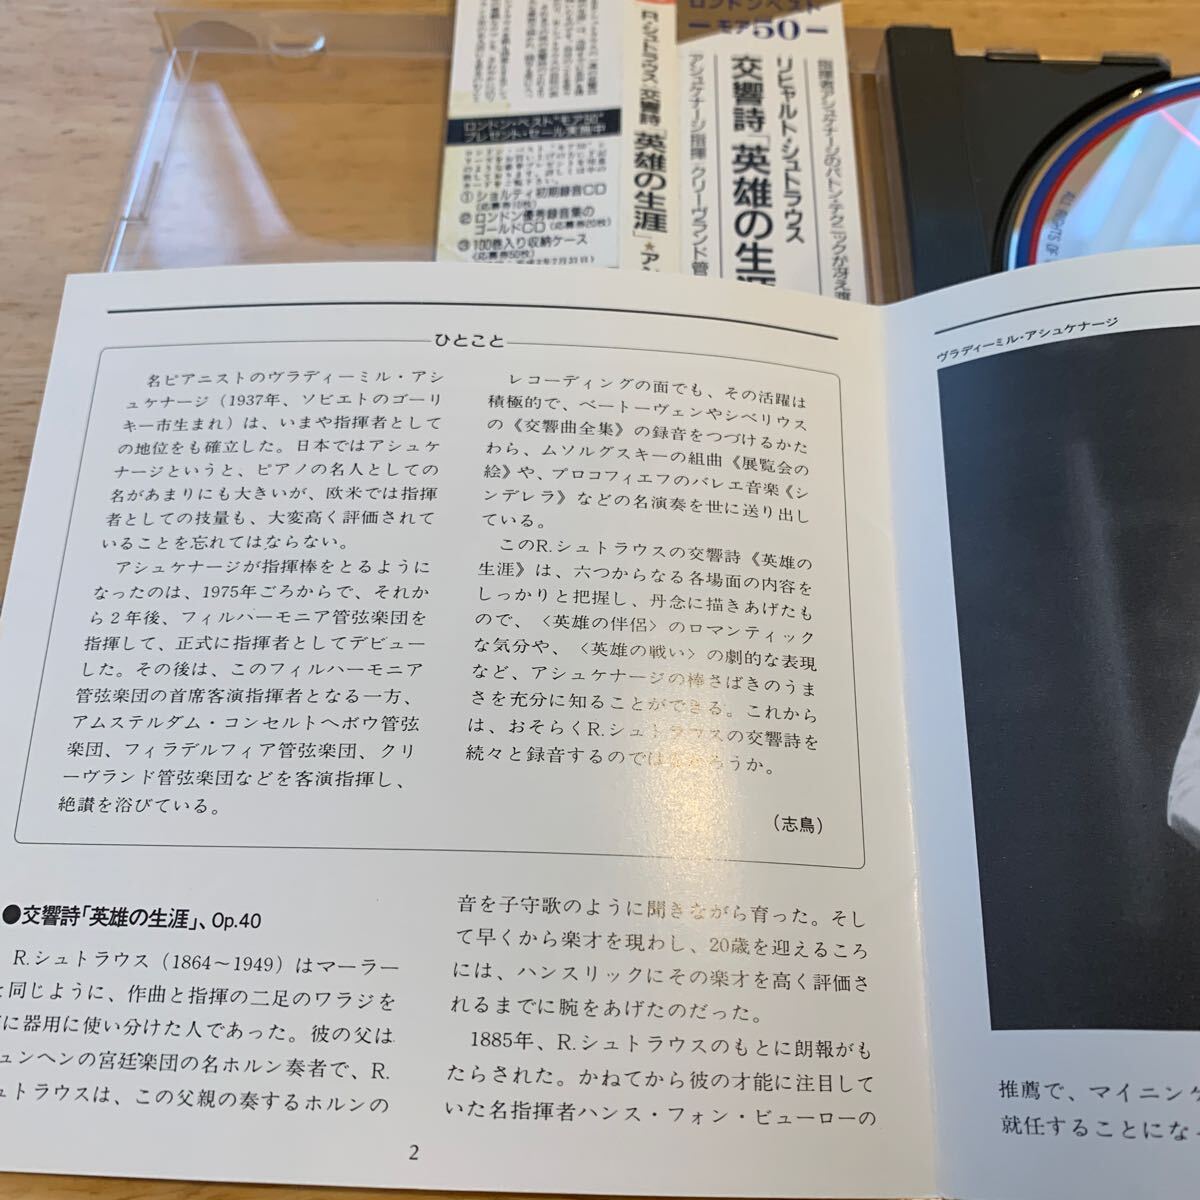 ロンドンベスト
モア50
リヒャルト・シュトラウス
交響詩「英雄の生涯
アシュケナージ指揮 クリーヴランド管
R.シュトラウス:交響詩「英雄の生涯」★アシ
ロンドン・ベスト"モア50"
プレゼント・セール実施中
①ショルティ初期録音CD
(応募券10枚)
②ロンドン優秀録音集の
ゴールドCD(応募券20枚)
③100巻入り収納ケース
(応募券50枚)
ALL RIGHTS OF
ひとこと
名ピアニストのヴラディーミル・アシ
ュケナージ(1937年、ソビエトのゴーリ
キー市生まれ)は、いまや指揮者として
の地位をも確立した。日本ではアシュケ
ナージというと、ピアノの名人としての
名があまりにも大きいが、欧米では指揮
者としての技量も、大変高く評価されて
いることを忘れてはならない。
アシュケナージが指揮棒をとるように
なったのは、1975年ごろからで、それか
ら2年後、フィルハーモニア管弦楽団を
指揮して、正式に指揮者としてデビュー
した。その後は、このフィルハーモニア
管弦楽団の首席客演指揮者となる一方、
アムステルダム・コンセルトヘボウ管弦
楽団、フィラデルフィア管弦楽団、クリ
ーヴランド管弦楽団などを客演指揮し、
絶讃を浴びている。
レコーディングの面でも、その活躍は
積極的で、ベートーヴェンやシベリウス
の《交響曲全集》の録音をつづけるかた
わら、ムソルグスキーの組曲《展覧会の
絵》や、プロコフィエフのバレエ音楽《シ
ンデレラ》などの名演奏を世に送り出し
ている。
このR.シュトラウスの交響詩《英雄の
生涯》は、六つからなる各場面の内容を
しっかりと把握し、丹念に描きあげたも
ので、〈英雄の伴侶〉のロマンティック
な気分や、〈英雄の戦い〉の劇的な表現
など、アシュケナージの棒さばきのうま
さを充分に知ることができる。これから
は、おそらくR.シュトラウスの交響詩を
続々と録音するのではなかろうか。
(志鳥)
●交響詩「英雄の生涯」、Op.40
R.シュトラウス(1864〜1949)はマーラー
と同じように、作曲と指揮の二足のワラジを
に器用に使い分けた人であった。彼の父は
ュンヘンの宮廷楽団の名ホルン奏者で、R.
ュトラウスは、この父親の奏するホルンの
音を子守歌のように聞きながら育った。そし
て早くから楽才を現わし、20歳を迎えるころ
には、ハンスリックにその楽才を高く評価さ
れるまでに腕をあげたのだった。
1885年、R.シュトラウスのもとに朗報がも
たらされた。かねてから彼の才能に注目して
いた名指揮者ハンス・フォン・ビューローの
2
ヴラディーミル・アシュケナージ
推薦で、マイニンゲ
就任することにな